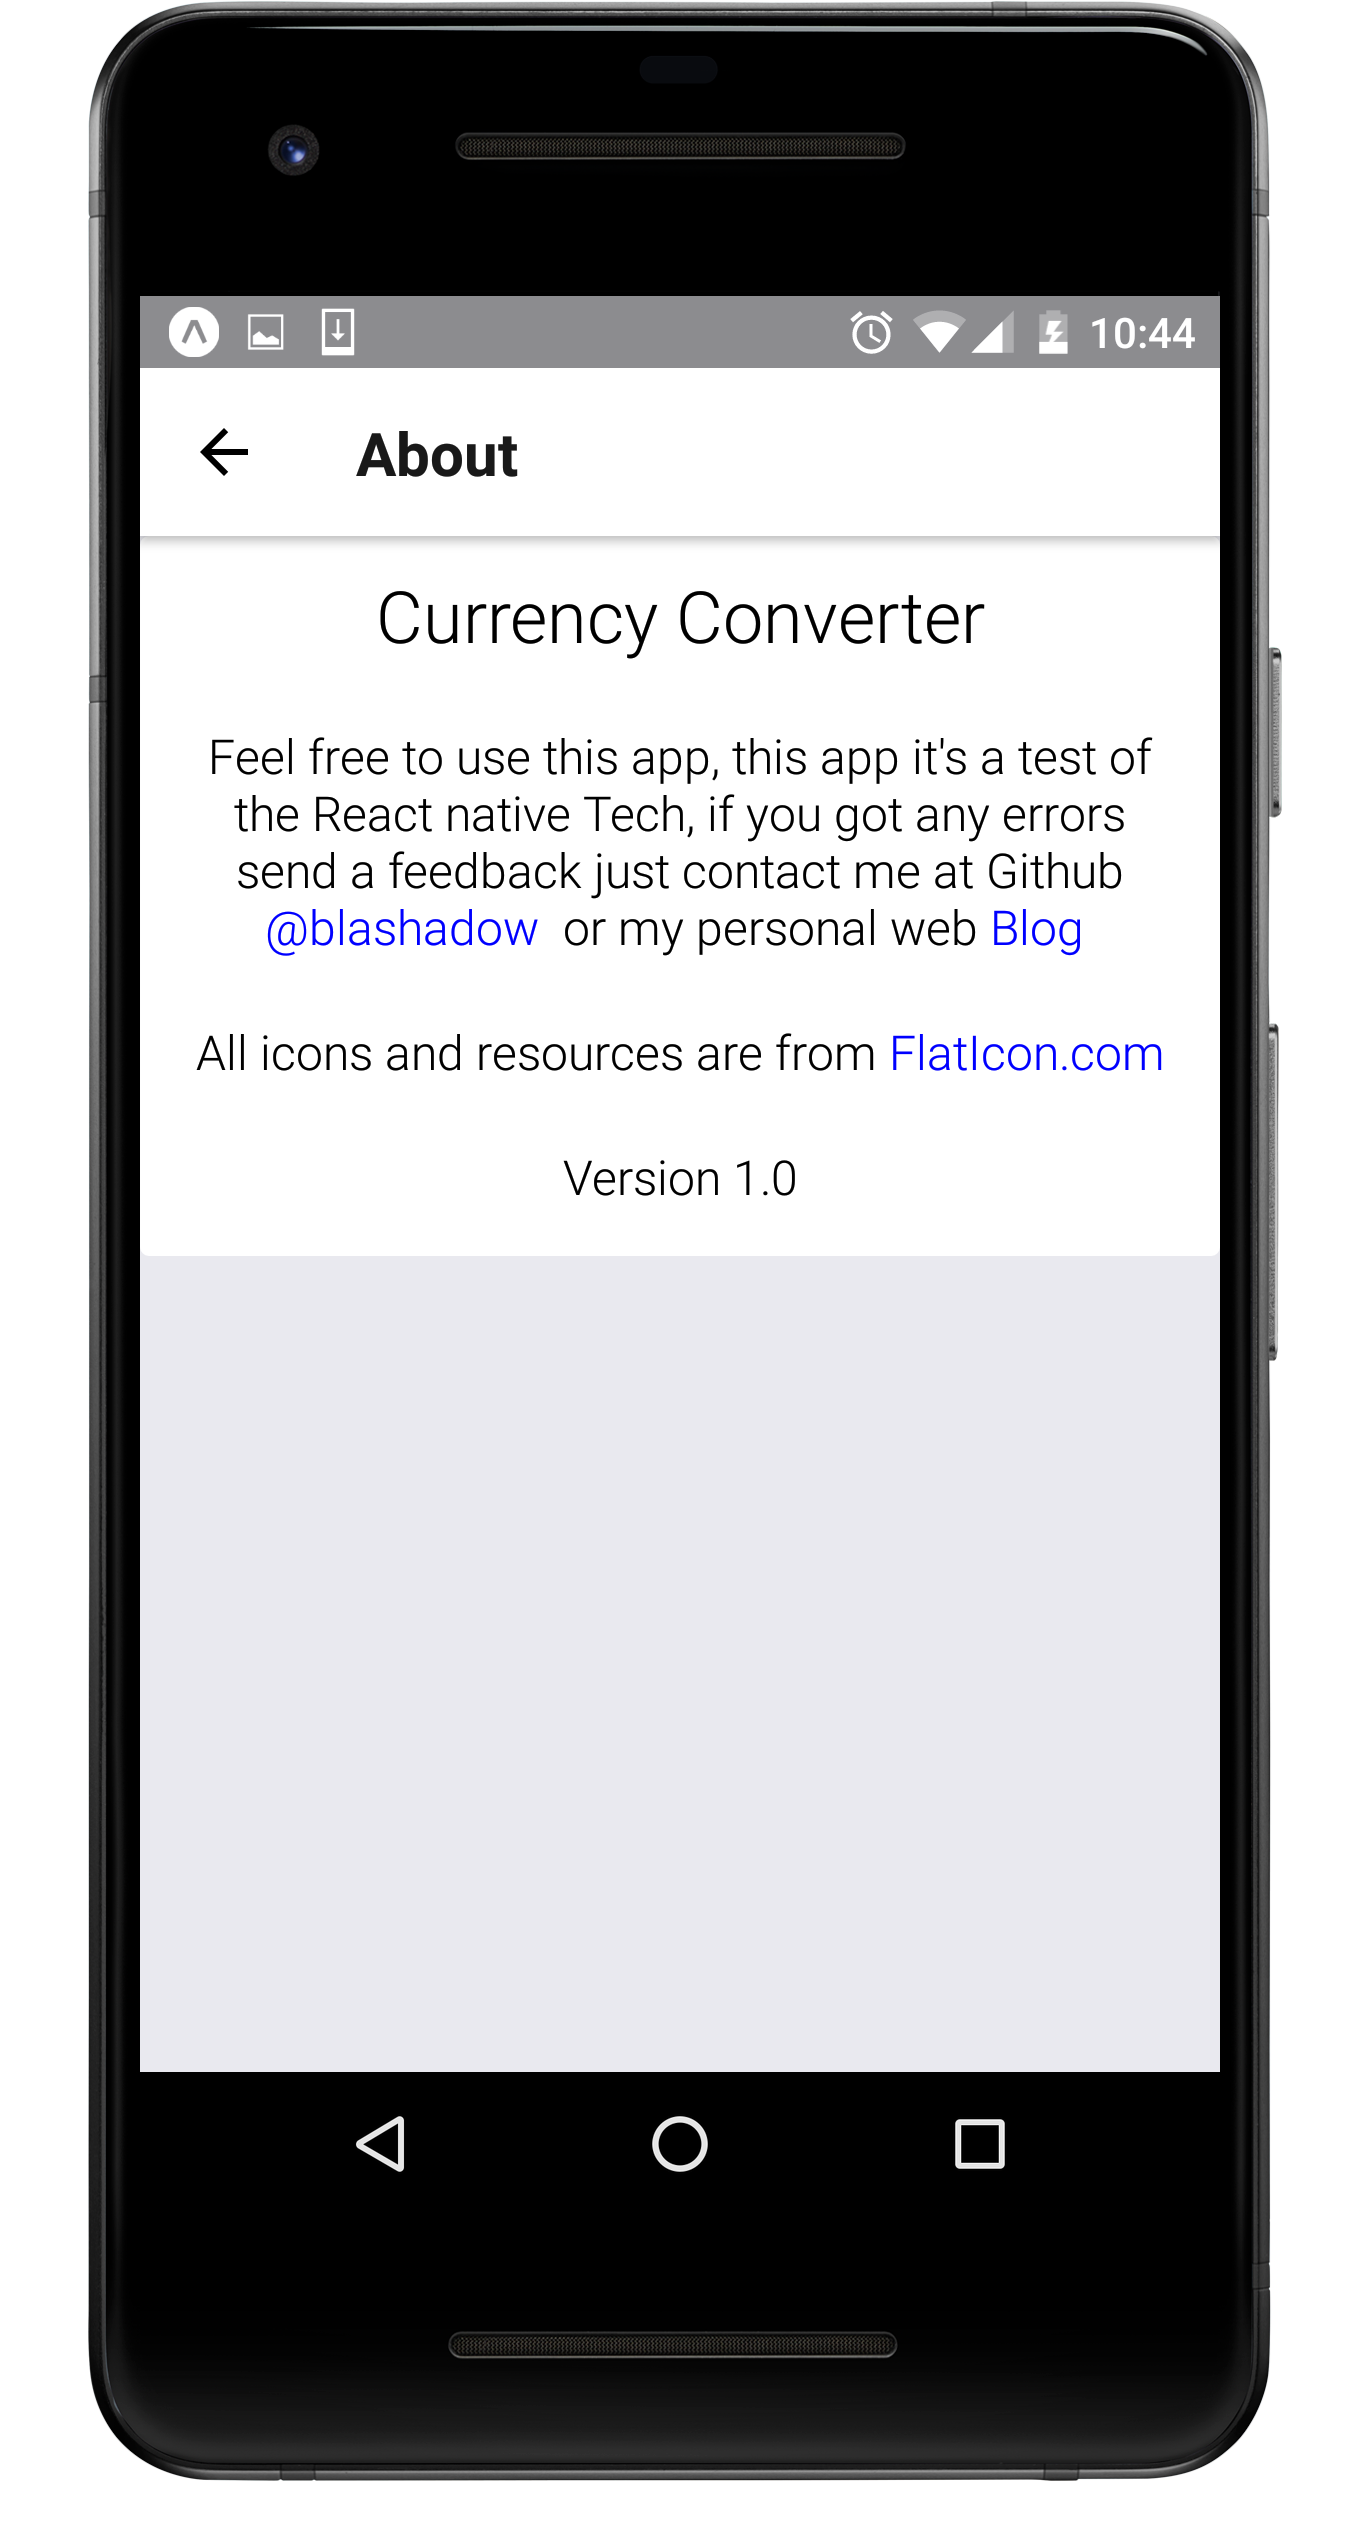 10:44
About
Currency Converter
Feel free to use this app, this app it's a test of
the React native Tech, if you got any errors
send a feedback just contact me at Github
@blashadow  or my personal web Blog
All icons and resources are from FlatIcon.com
Version 1.0